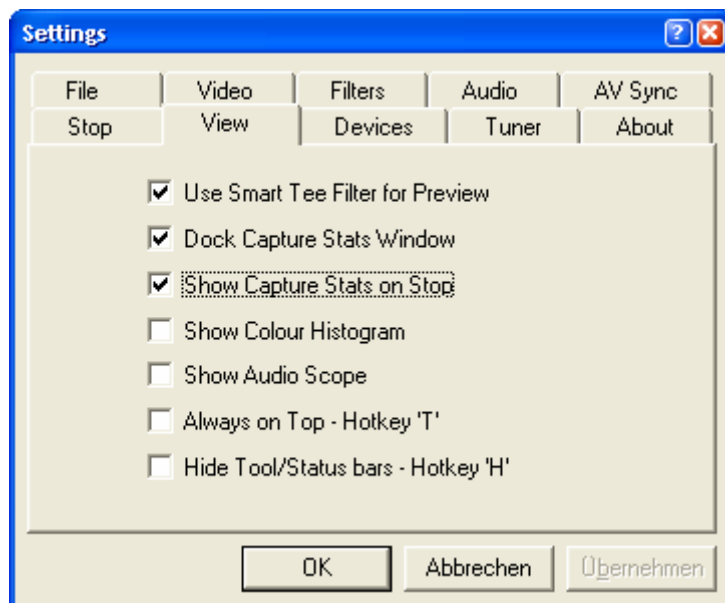 Settings
File Video Filters Audio AV Sync
Stop View Devices Tuner About
Use Smart Tee Filter for Preview
Dock Capture Stats Window
Show Capture Stats on Stop
Show Colour Histogram
Show Audio Scope
Always on Top - Hotkey 'T'
Hide Tool/Status bars - Hotkey 'H'
OK Abbrechen Übernehmen